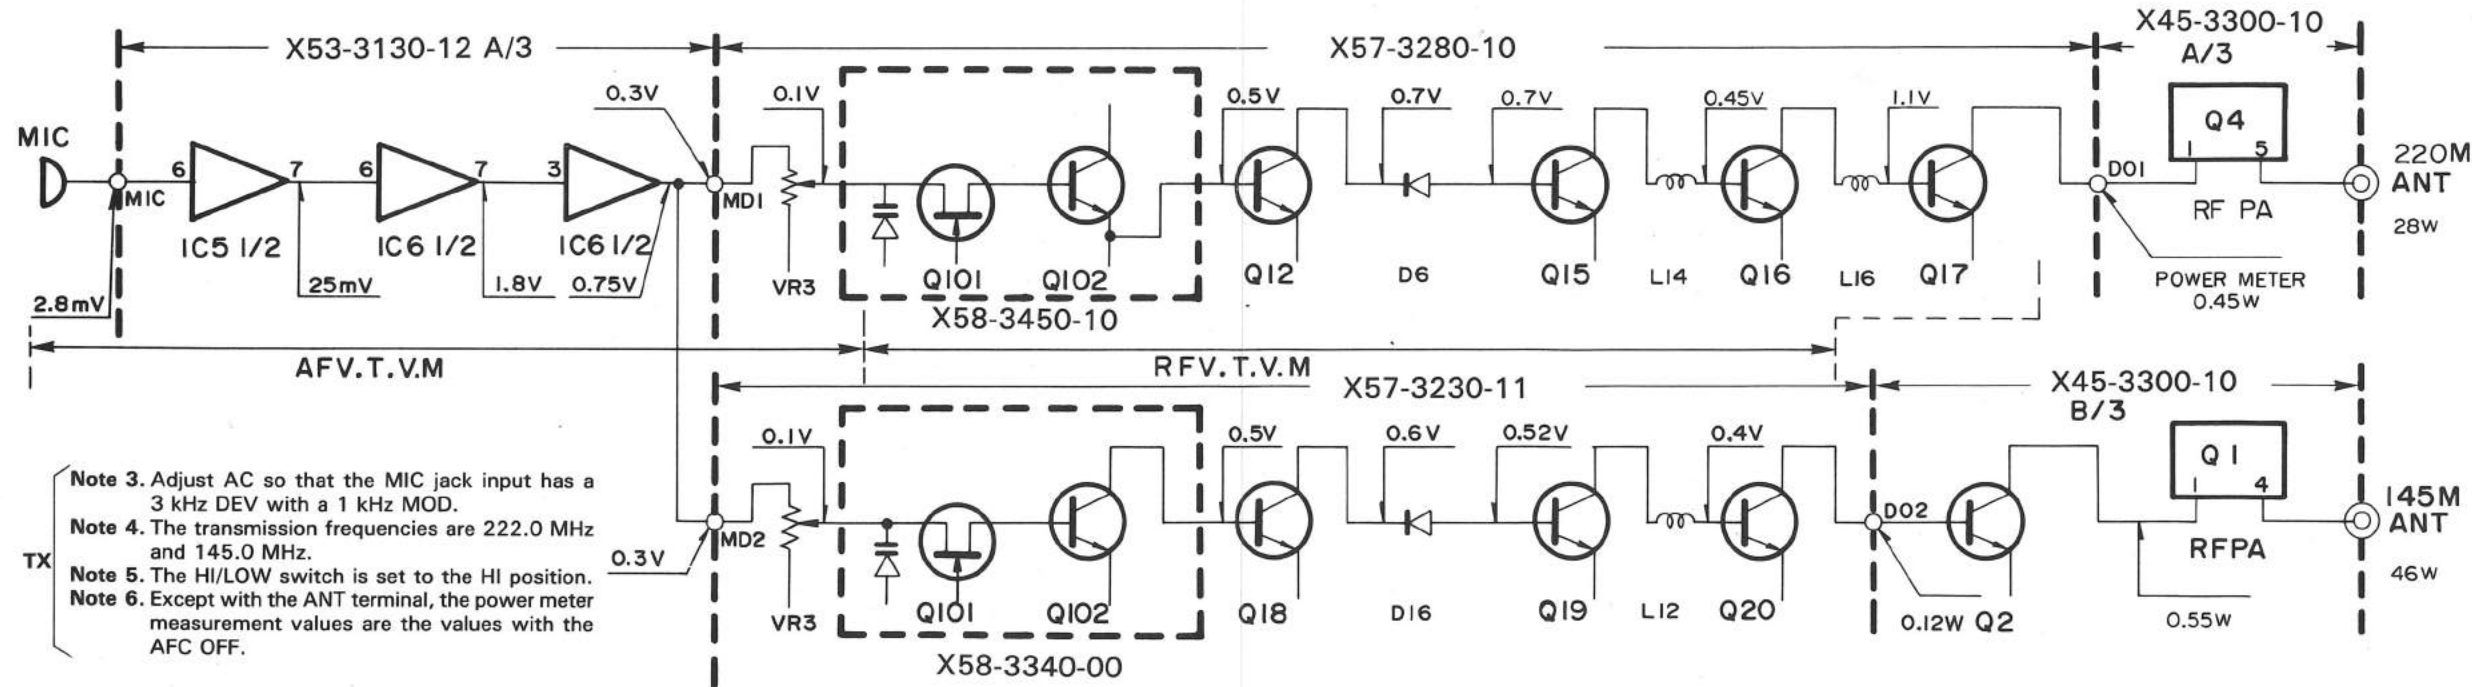 X53-3130-12 A/3
X57-3280-10
X45-3300-10
A/3
0.3V
0.1V
0.5V
0.7V
0.7V
0.45V
1.1V
MIC
6
7
6
7
3
MIC
MD1
Q4
1
5
DO1
220M
ANT
RF PA
28W
IC5 1/2
IC6 1/2
IC6 1/2
25mV
1.8V
0.75V
2.8mV
VR3
Q101
Q102
Q12
D6
Q15
L14
Q16
L16
Q17
POWER METER
0.45W
X58-3450-10
AFV.T.V.M
RFV.T.V.M
X57-3230-11
X45-3300-10
B/3
0.1V
0.5V
0.6V
0.52V
0.4V
Q1
1
4
TX
Note 3. Adjust AC so that the MIC jack input has a
3 kHz DEV with a 1 kHz MOD.
Note 4. The transmission frequencies are 222.0 MHz
and 145.0 MHz.
Note 5. The HI/LOW switch is set to the HI position.
Note 6. Except with the ANT terminal, the power meter
measurement values are the values with the
AFC OFF.
0.3V
MD2
DO2
145M
ANT
RFPA
46W
VR3
Q101
Q102
Q18
D16
Q19
L12
Q20
0.12W
Q2
0.55W
X58-3340-00